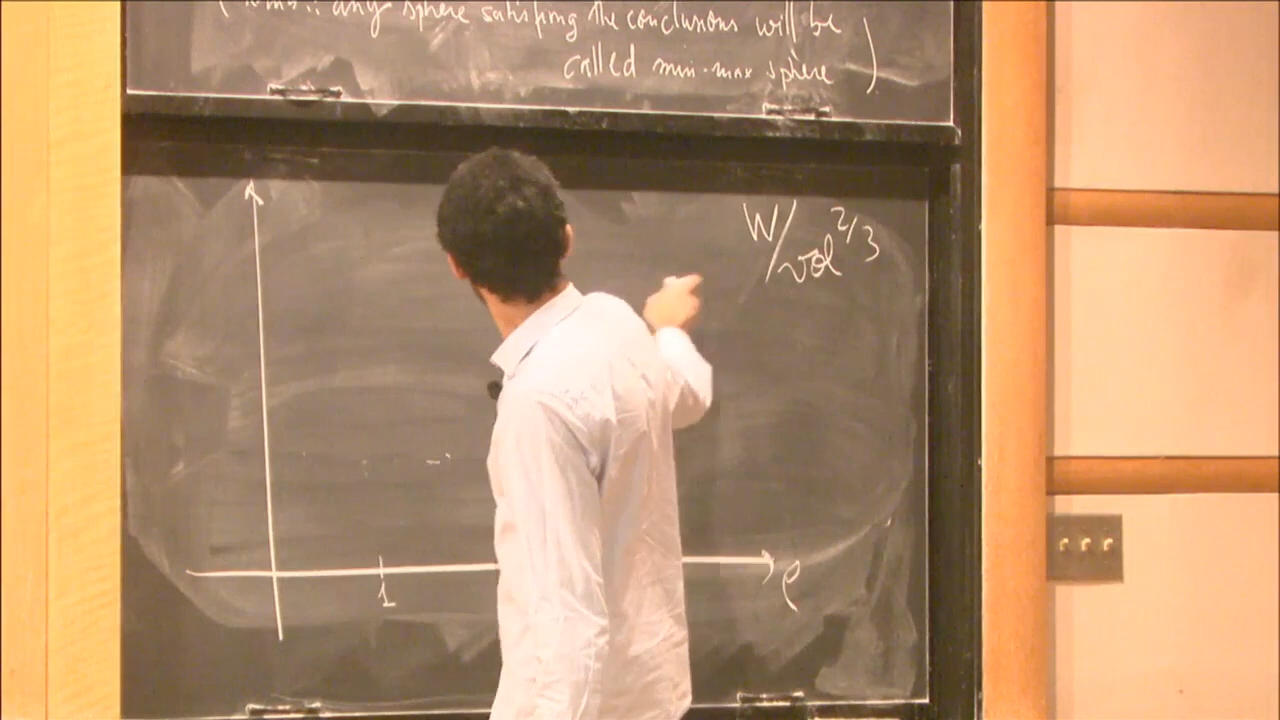 any sphere satisfying the conclusions will be
called min-max sphere )
W/vol^2/3
1
ρ